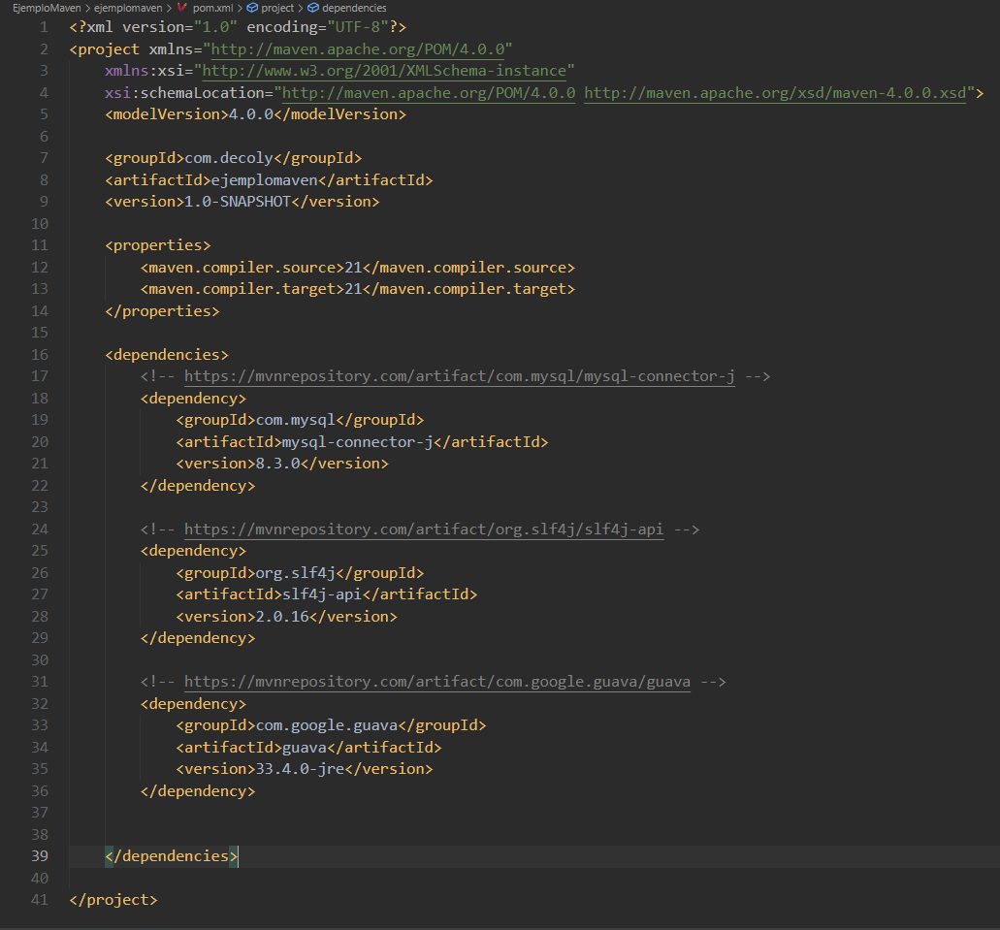 EjemploMaven > ejemplomaven > pom.xml > project > dependencies
1 <?xml version="1.0" encoding="UTF-8"?>
2 <project xmlns="http://maven.apache.org/POM/4.0.0"
3     xmlns:xsi="http://www.w3.org/2001/XMLSchema-instance"
4     xsi:schemaLocation="http://maven.apache.org/POM/4.0.0 http://maven.apache.org/xsd/maven-4.0.0.xsd">
5     <modelVersion>4.0.0</modelVersion>
6
7     <groupId>com.decoly</groupId>
8     <artifactId>ejemplomaven</artifactId>
9     <version>1.0-SNAPSHOT</version>
10
11     <properties>
12         <maven.compiler.source>21</maven.compiler.source>
13         <maven.compiler.target>21</maven.compiler.target>
14     </properties>
15
16     <dependencies>
17         <!-- https://mvnrepository.com/artifact/com.mysql/mysql-connector-j -->
18         <dependency>
19             <groupId>com.mysql</groupId>
20             <artifactId>mysql-connector-j</artifactId>
21             <version>8.3.0</version>
22         </dependency>
23
24         <!-- https://mvnrepository.com/artifact/org.slf4j/slf4j-api -->
25         <dependency>
26             <groupId>org.slf4j</groupId>
27             <artifactId>slf4j-api</artifactId>
28             <version>2.0.16</version>
29         </dependency>
30
31         <!-- https://mvnrepository.com/artifact/com.google.guava/guava -->
32         <dependency>
33             <groupId>com.google.guava</groupId>
34             <artifactId>guava</artifactId>
35             <version>33.4.0-jre</version>
36         </dependency>
37
38
39     </dependencies>
40
41 </project>